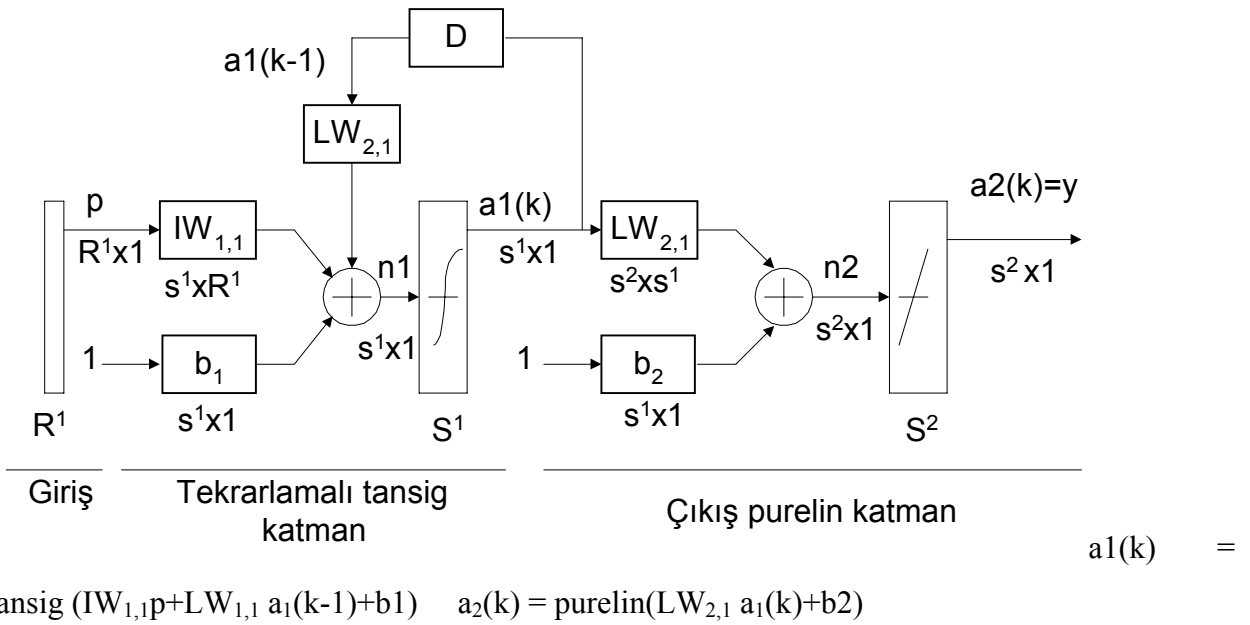 D
a1(k-1)
LW2,1
p
IW1,1
R¹x1
s¹xR¹
n1
s¹x1
a1(k)
s¹x1
LW2,1
s²xs¹
n2
s²x1
a2(k)=y
s² x1
1
b1
s¹x1
1
b2
s¹x1
R¹
S¹
S²
Giriş
Tekrarlamalı tansig
katman
Çıkış purelin katman
a1(k) =
ansig (IW1,1p+LW1,1 a1(k-1)+b1) a2(k) = purelin(LW2,1 a1(k)+b2)